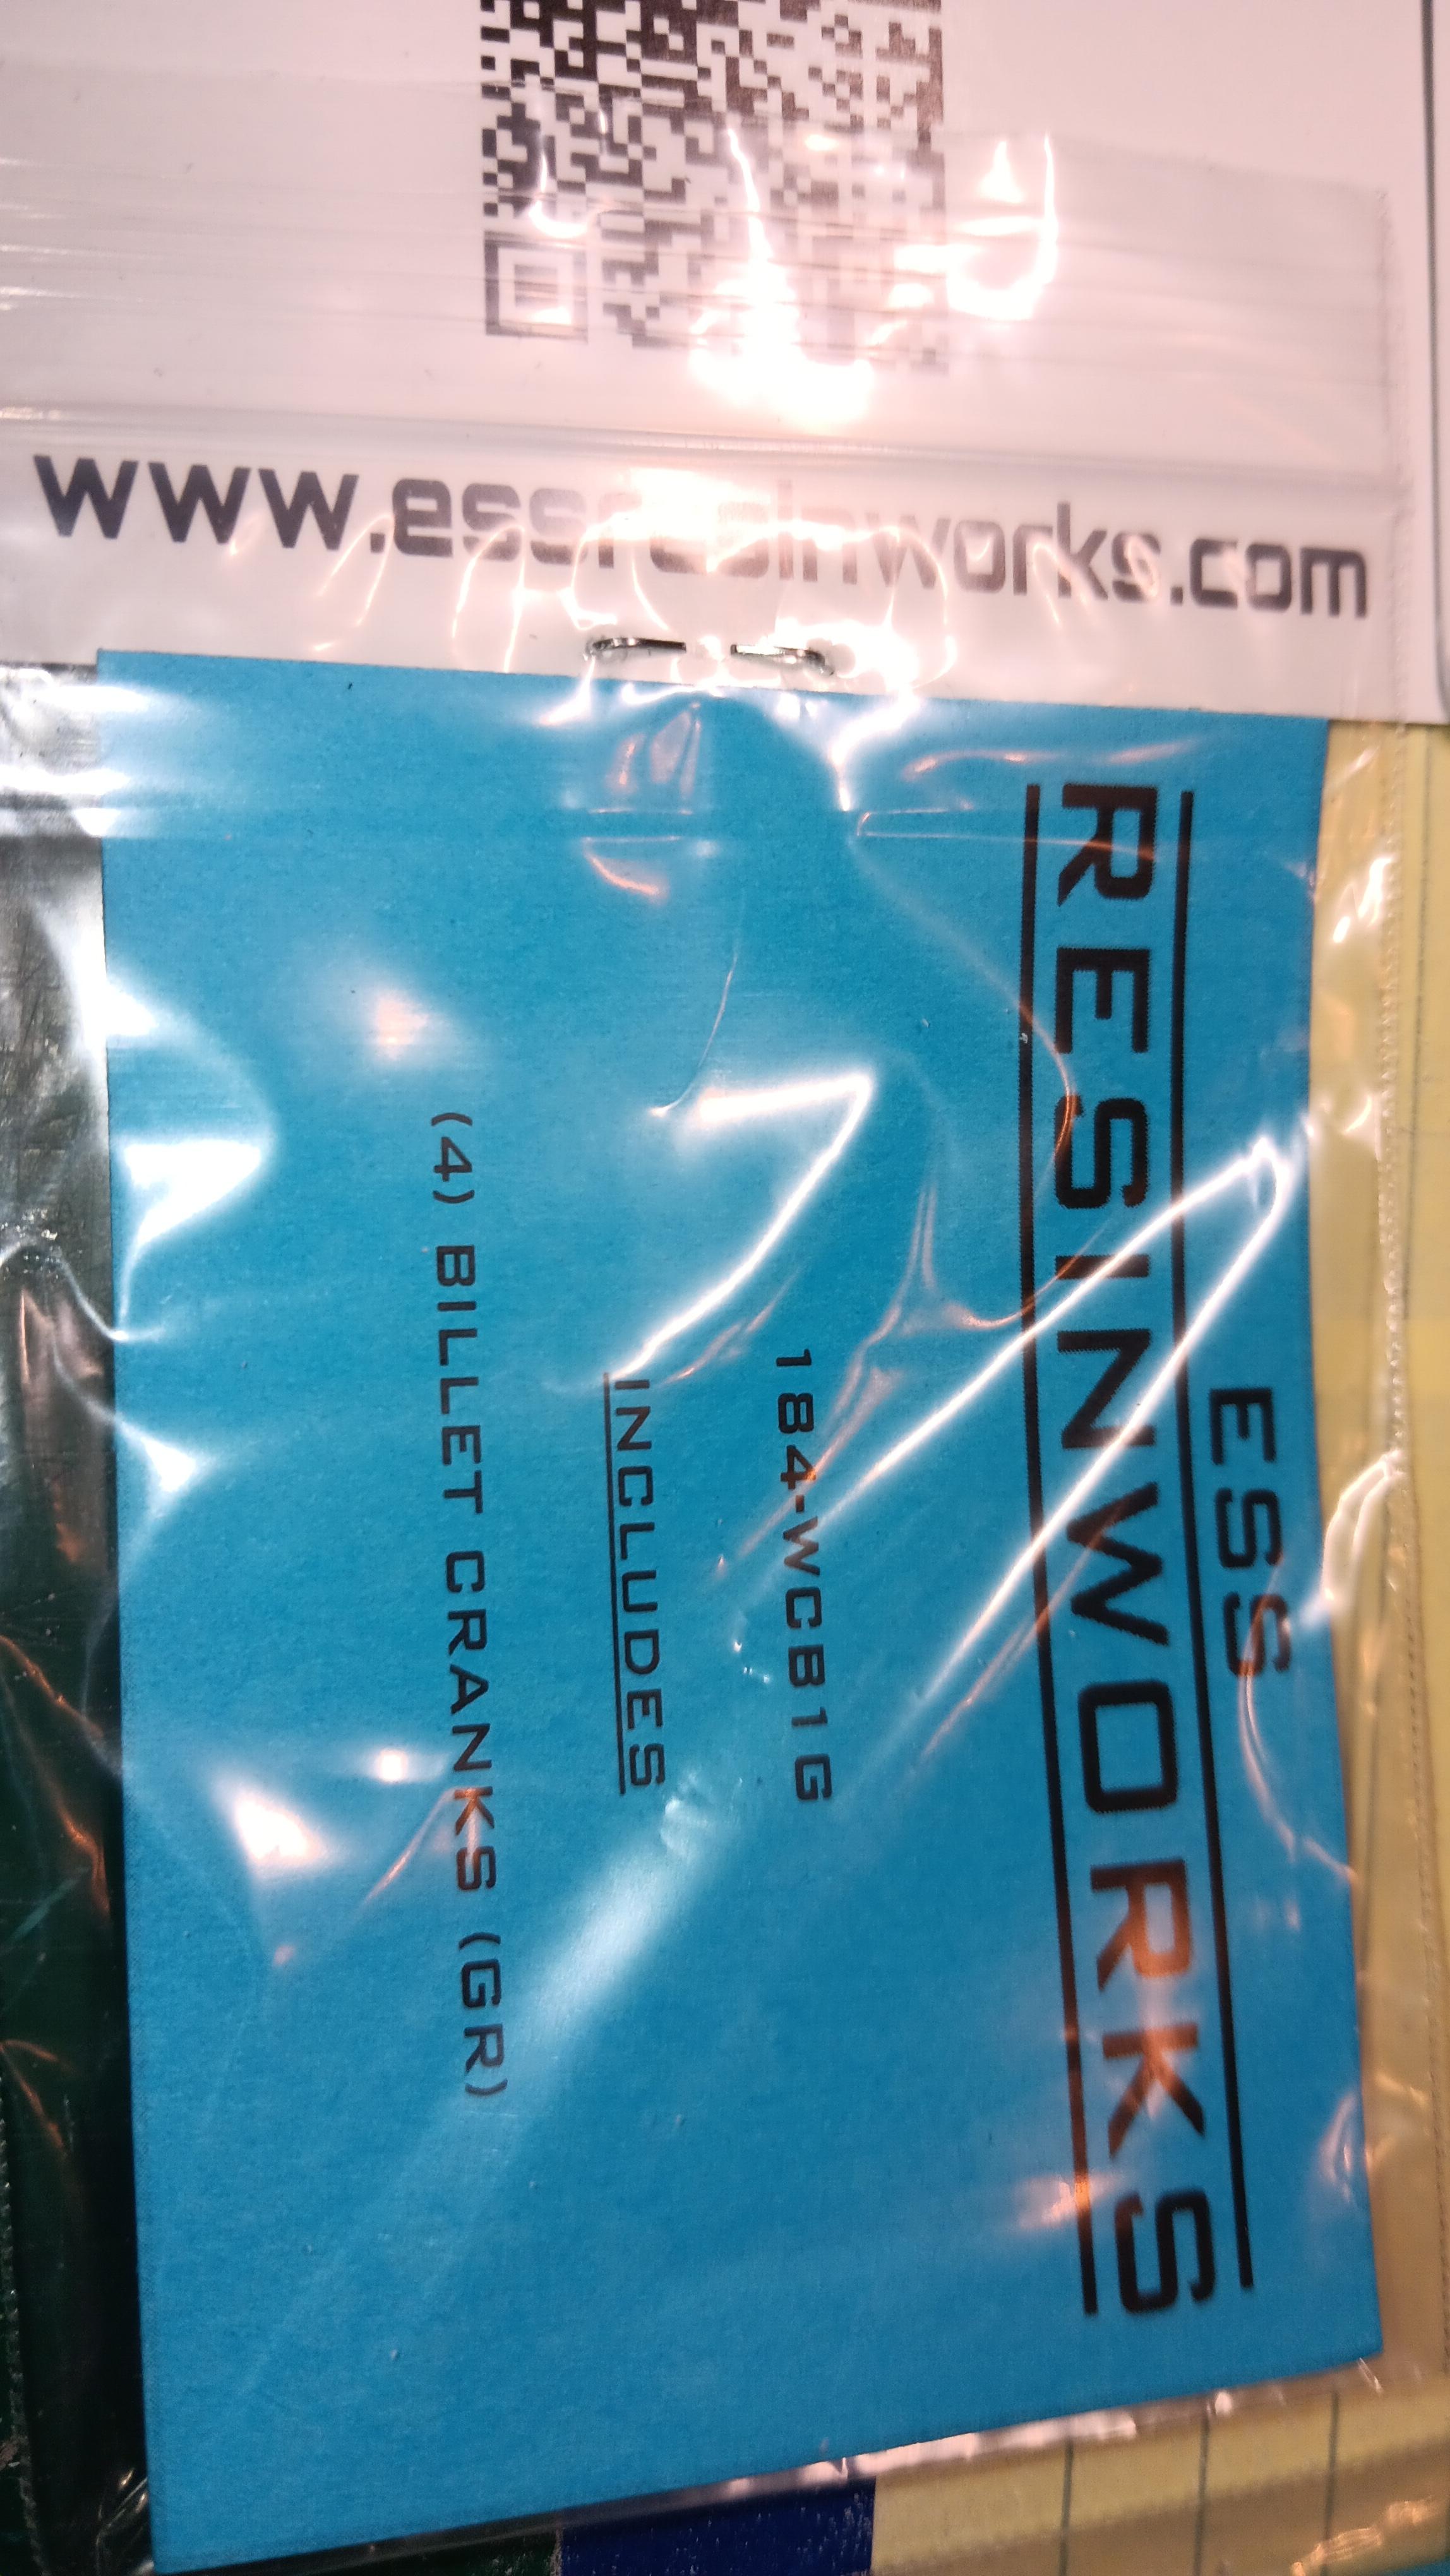 www.essresinworks.com
ESS
RESINWORKS
184-WCB1G
INCLUDES
(4) BILLET CRANKS (GR)